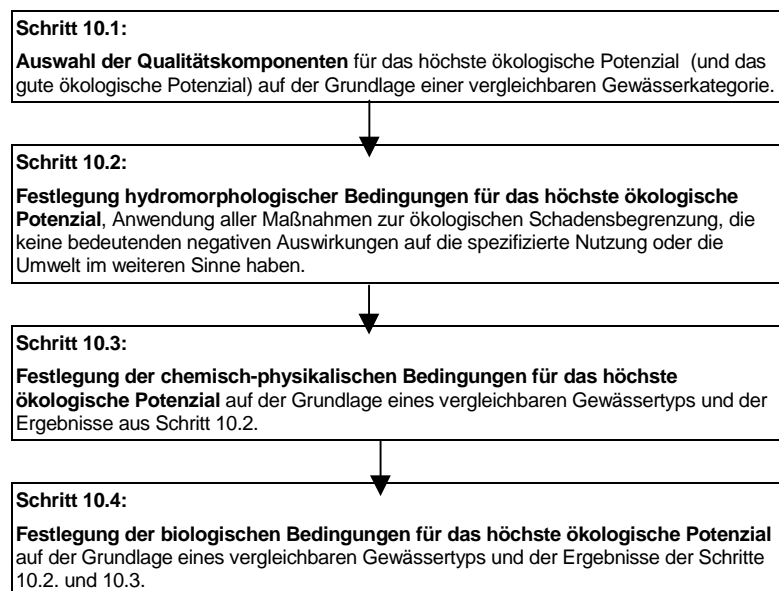 Schritt 10.1:
Auswahl der Qualitätskomponenten für das höchste ökologische Potenzial (und das
gute ökologische Potenzial) auf der Grundlage einer vergleichbaren Gewässerkategorie.
Schritt 10.2:
Festlegung hydromorphologischer Bedingungen für das höchste ökologische
Potenzial, Anwendung aller Maßnahmen zur ökologischen Schadensbegrenzung, die
keine bedeutenden negativen Auswirkungen auf die spezifizierte Nutzung oder die
Umwelt im weiteren Sinne haben.
Schritt 10.3:
Festlegung der chemisch-physikalischen Bedingungen für das höchste
ökologische Potenzial auf der Grundlage eines vergleichbaren Gewässertyps und der
Ergebnisse aus Schritt 10.2.
Schritt 10.4:
Festlegung der biologischen Bedingungen für das höchste ökologische Potenzial
auf der Grundlage eines vergleichbaren Gewässertyps und der Ergebnisse der Schritte
10.2. und 10.3.